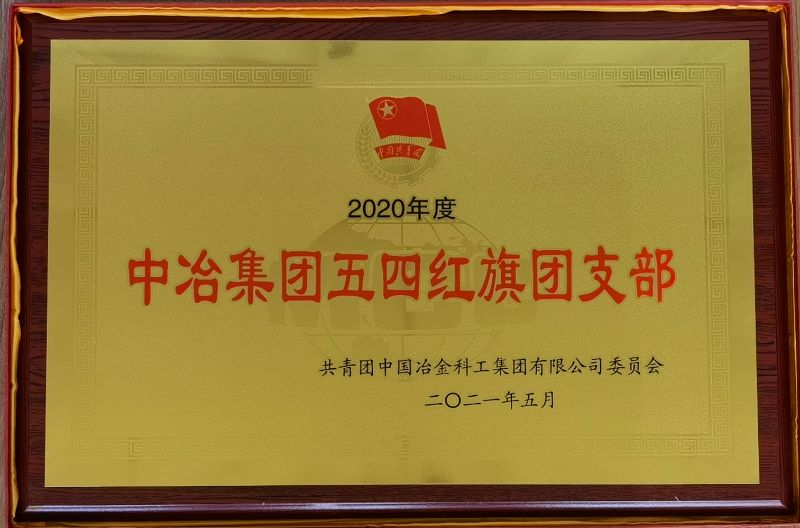 中国共青团
2020年度
MCC
中冶集团五四红旗团支部
共青团中国冶金科工集团有限公司委员会
二〇二一年五月